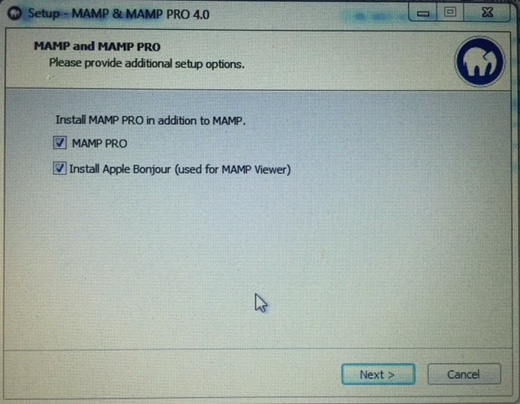 Setup - MAMP & MAMP PRO 4.0
MAMP and MAMP PRO
Please provide additional setup options.
Install MAMP PRO in addition to MAMP.
MAMP PRO
Install Apple Bonjour (used for MAMP Viewer)
Next >
Cancel